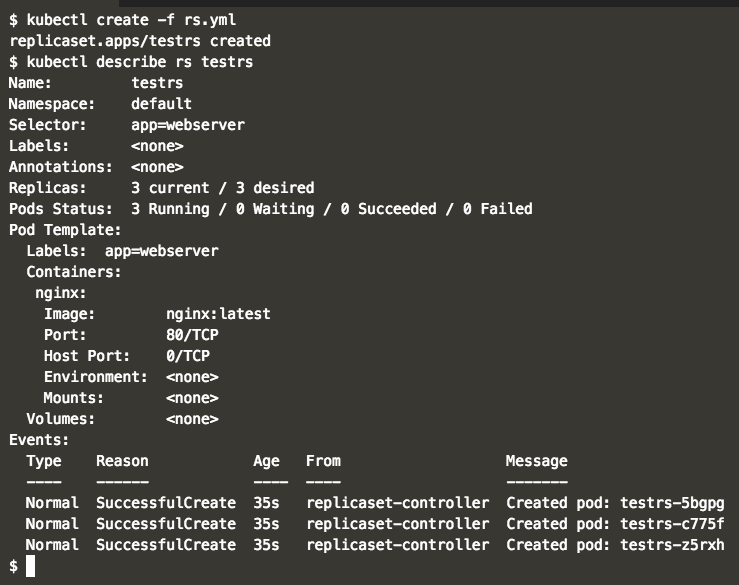 $ kubectl create -f rs.yml
replicaset.apps/testrs created
$ kubectl describe rs testrs
Name:         testrs
Namespace:    default
Selector:     app=webserver
Labels:       <none>
Annotations:  <none>
Replicas:     3 current / 3 desired
Pods Status:  3 Running / 0 Waiting / 0 Succeeded / 0 Failed
Pod Template:
  Labels:  app=webserver
  Containers:
   nginx:
    Image:        nginx:latest
    Port:         80/TCP
    Host Port:    0/TCP
    Environment:  <none>
    Mounts:       <none>
  Volumes:        <none>
Events:
  Type    Reason            Age   From                   Message
  ----    ------            ----  ----                   -------
  Normal  SuccessfulCreate  35s   replicaset-controller  Created pod: testrs-5bgpg
  Normal  SuccessfulCreate  35s   replicaset-controller  Created pod: testrs-c775f
  Normal  SuccessfulCreate  35s   replicaset-controller  Created pod: testrs-z5rxh
$